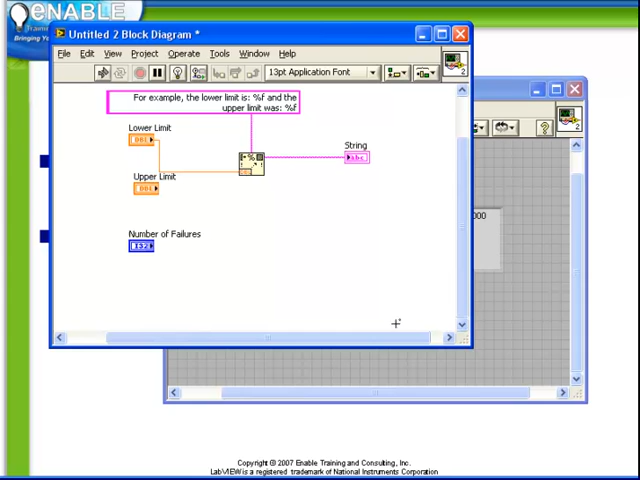 ENABLE
Bringing
Untitled 2 Block Diagram *
File Edit View Project Operate Tools Window Help
13pt Application Font
2
For example, the lower limit is: %f and the
upper limit was: %f
Lower Limit
DBL
String
abc
Upper Limit
DBL
Number of Failures
I32
2
000
Copyright © 2007 Enable Training and Consulting, Inc.
LabVIEW is a registered trademark of National Instruments Corporation